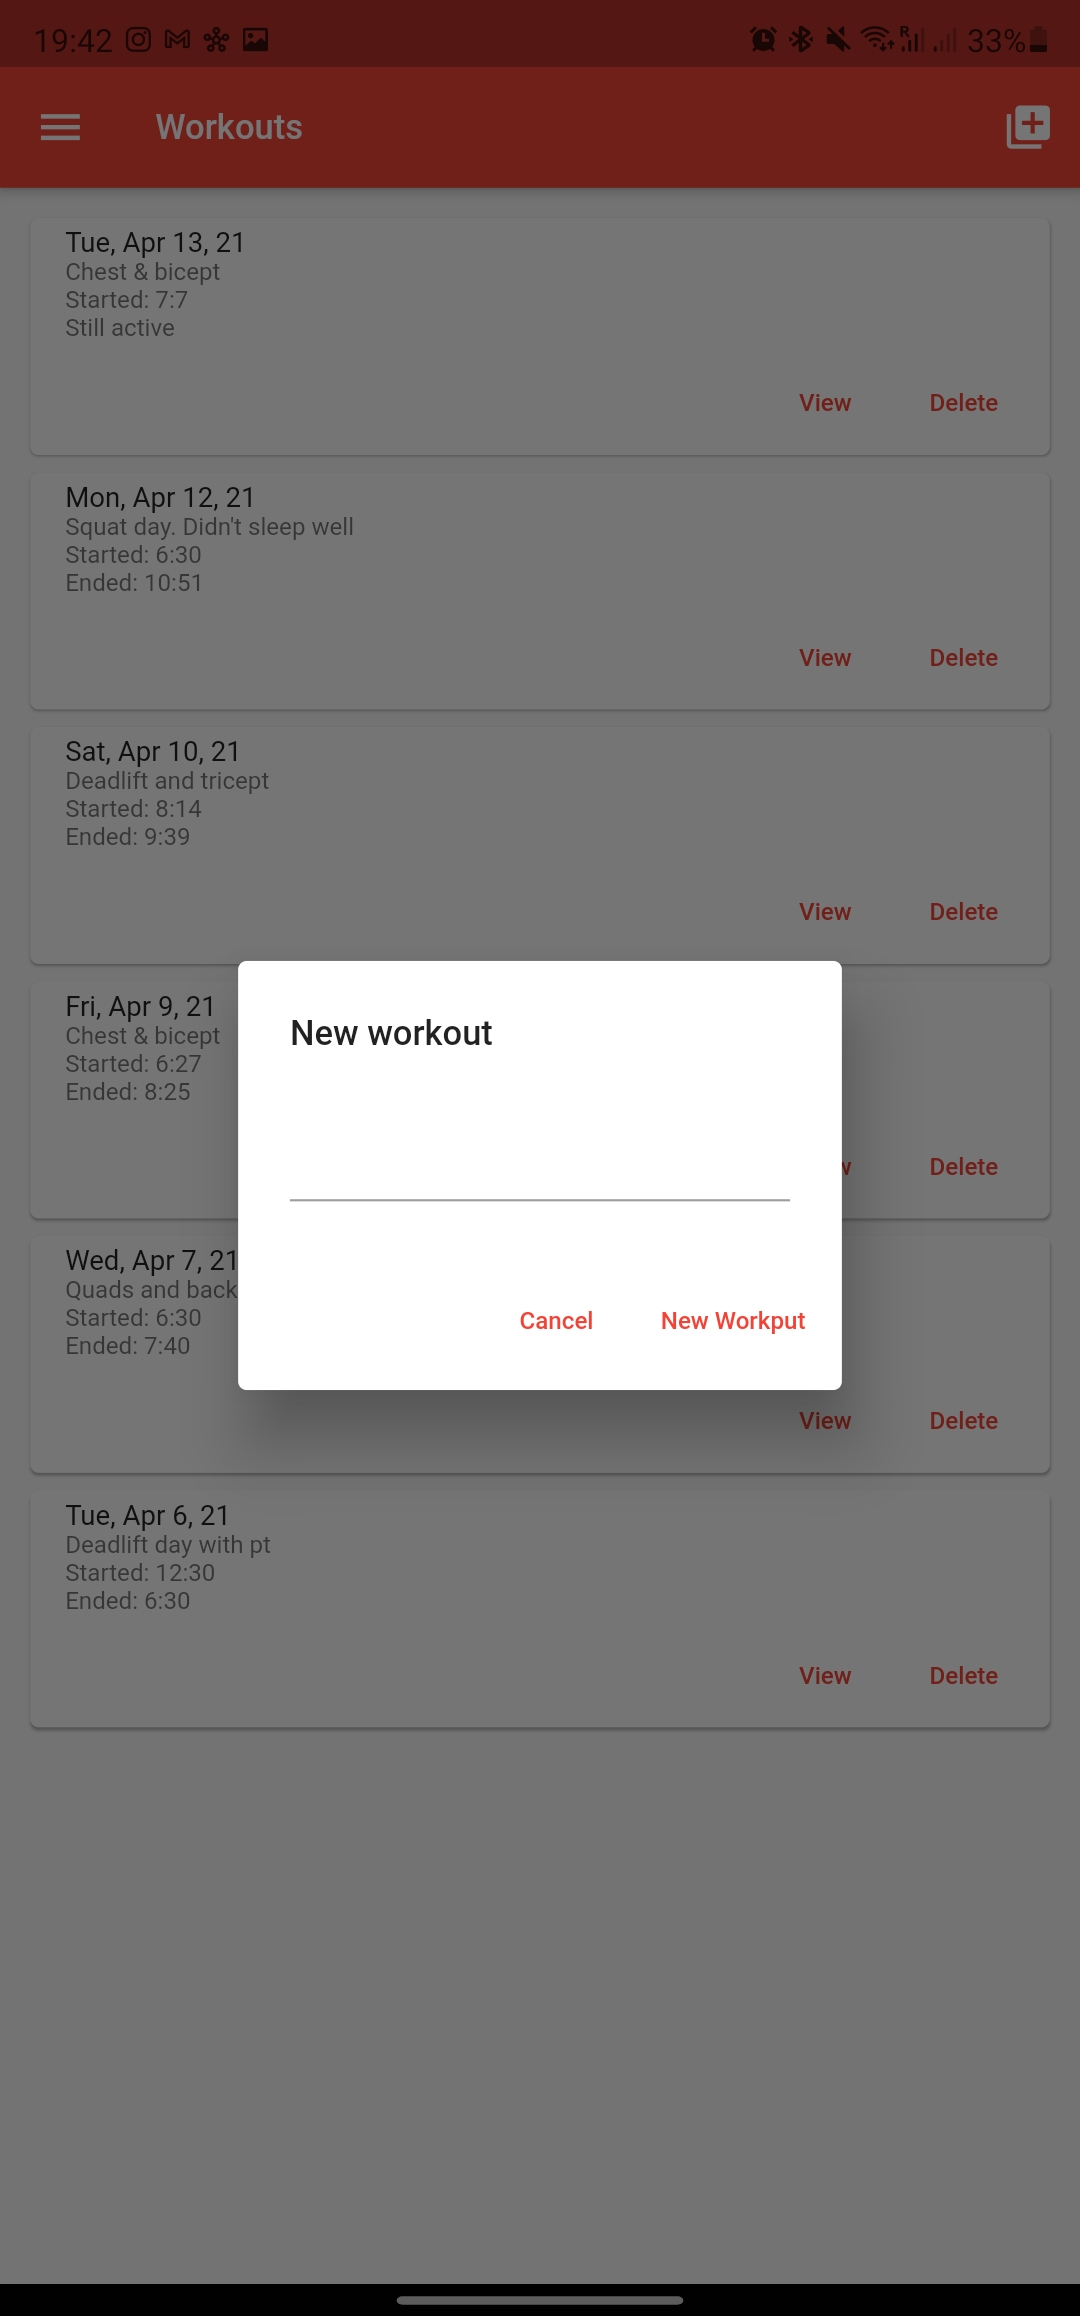 19:42
R
33%
Workouts
Tue, Apr 13, 21
Chest & bicept
Started: 7:7
Still active
View Delete
Mon, Apr 12, 21
Squat day. Didn't sleep well
Started: 6:30
Ended: 10:51
View Delete
Sat, Apr 10, 21
Deadlift and tricept
Started: 8:14
Ended: 9:39
View Delete
Fri, Apr 9, 21
Chest & bicept
Started: 6:27
Ended: 8:25
Delete
New workout
Cancel New Workput
Wed, Apr 7, 21
Quads and back
Started: 6:30
Ended: 7:40
View Delete
Tue, Apr 6, 21
Deadlift day with pt
Started: 12:30
Ended: 6:30
View Delete